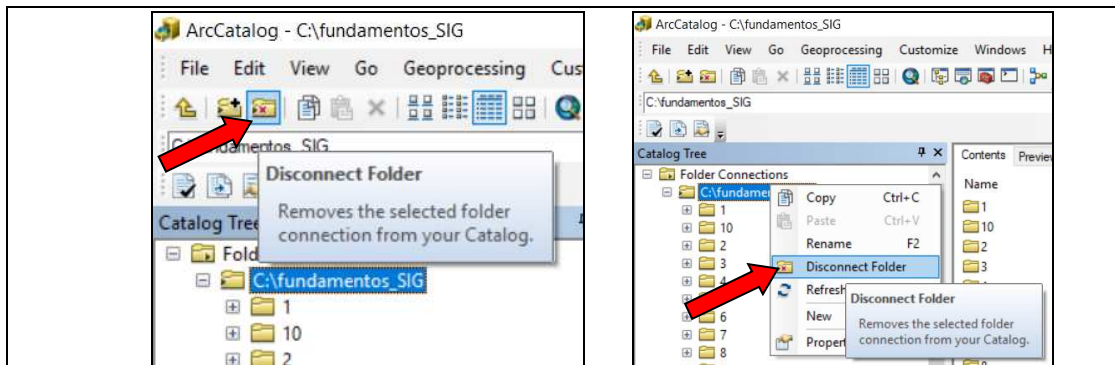 ArcCatalog - C:\fundamentos_SIG
File Edit View Go Geoprocessing Cus
Disconnect Folder
Removes the selected folder
connection from your Catalog.
Catalog Tree
C:\fundamentos_SIG
1
10
2
ArcCatalog - C:\fundamentos_SIG
File Edit View Go Geoprocessing Customize Windows H
C:\fundamentos_SIG
Catalog Tree
Contents Preview
Folder Connections
Name
1
10
2
3
4
6
7
8
1
10
2
3
Copy Ctrl+C
Paste Ctrl+V
Rename F2
Disconnect Folder
Refresh
New
Disconnect Folder
Removes the selected folder
connection from your Catalog.